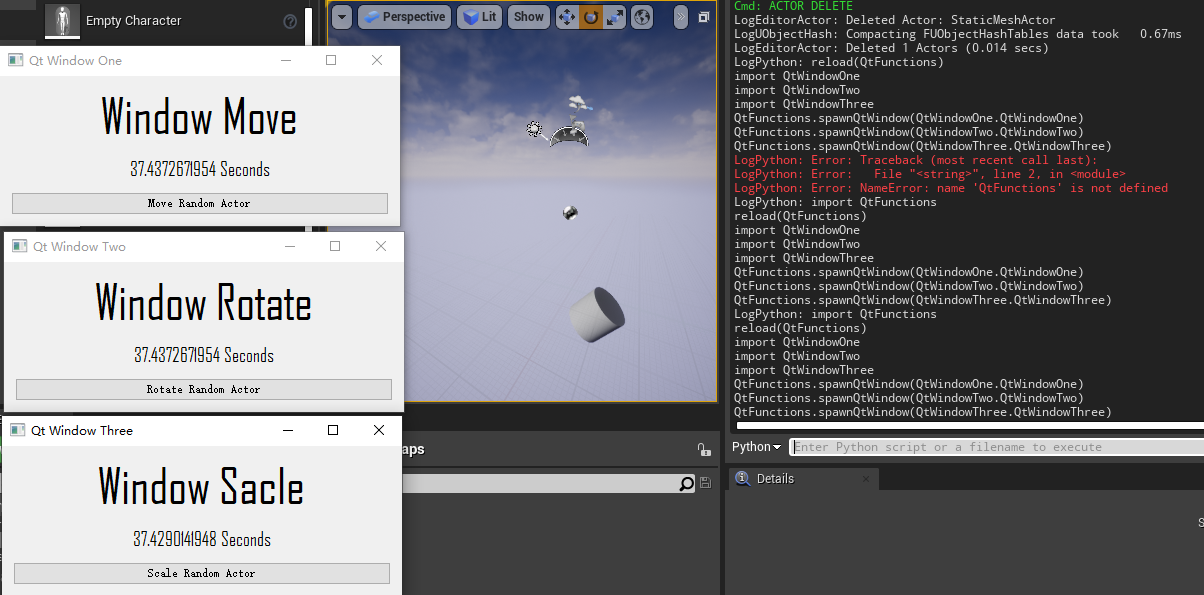 Empty Character
Qt Window One
Window Move
37.4372671954 Seconds
Move Random Actor
Qt Window Two
Window Rotate
37.4372671954 Seconds
Rotate Random Actor
Qt Window Three
Window Sacle
37.4290141948 Seconds
Scale Random Actor
Perspective
Lit
Show
aps
Cmd: ACTOR DELETE
LogEditorActor: Deleted Actor: StaticMeshActor
LogUObjectHash: Compacting FUObjectHashTables data took   0.67ms
LogEditorActor: Deleted 1 Actors (0.014 secs)
LogPython: reload(QtFunctions)
import QtWindowOne
import QtWindowTwo
import QtWindowThree
QtFunctions.spawnQtWindow(QtWindowOne.QtWindowOne)
QtFunctions.spawnQtWindow(QtWindowTwo.QtWindowTwo)
QtFunctions.spawnQtWindow(QtWindowThree.QtWindowThree)
LogPython: Error: Traceback (most recent call last):
LogPython: Error:   File "<string>", line 2, in <module>
LogPython: Error: NameError: name 'QtFunctions' is not defined
LogPython: import QtFunctions
reload(QtFunctions)
import QtWindowOne
import QtWindowTwo
import QtWindowThree
QtFunctions.spawnQtWindow(QtWindowOne.QtWindowOne)
QtFunctions.spawnQtWindow(QtWindowTwo.QtWindowTwo)
QtFunctions.spawnQtWindow(QtWindowThree.QtWindowThree)
LogPython: import QtFunctions
reload(QtFunctions)
import QtWindowOne
import QtWindowTwo
import QtWindowThree
QtFunctions.spawnQtWindow(QtWindowOne.QtWindowOne)
QtFunctions.spawnQtWindow(QtWindowTwo.QtWindowTwo)
QtFunctions.spawnQtWindow(QtWindowThree.QtWindowThree)
Python
Enter Python script or a filename to execute
Details
S